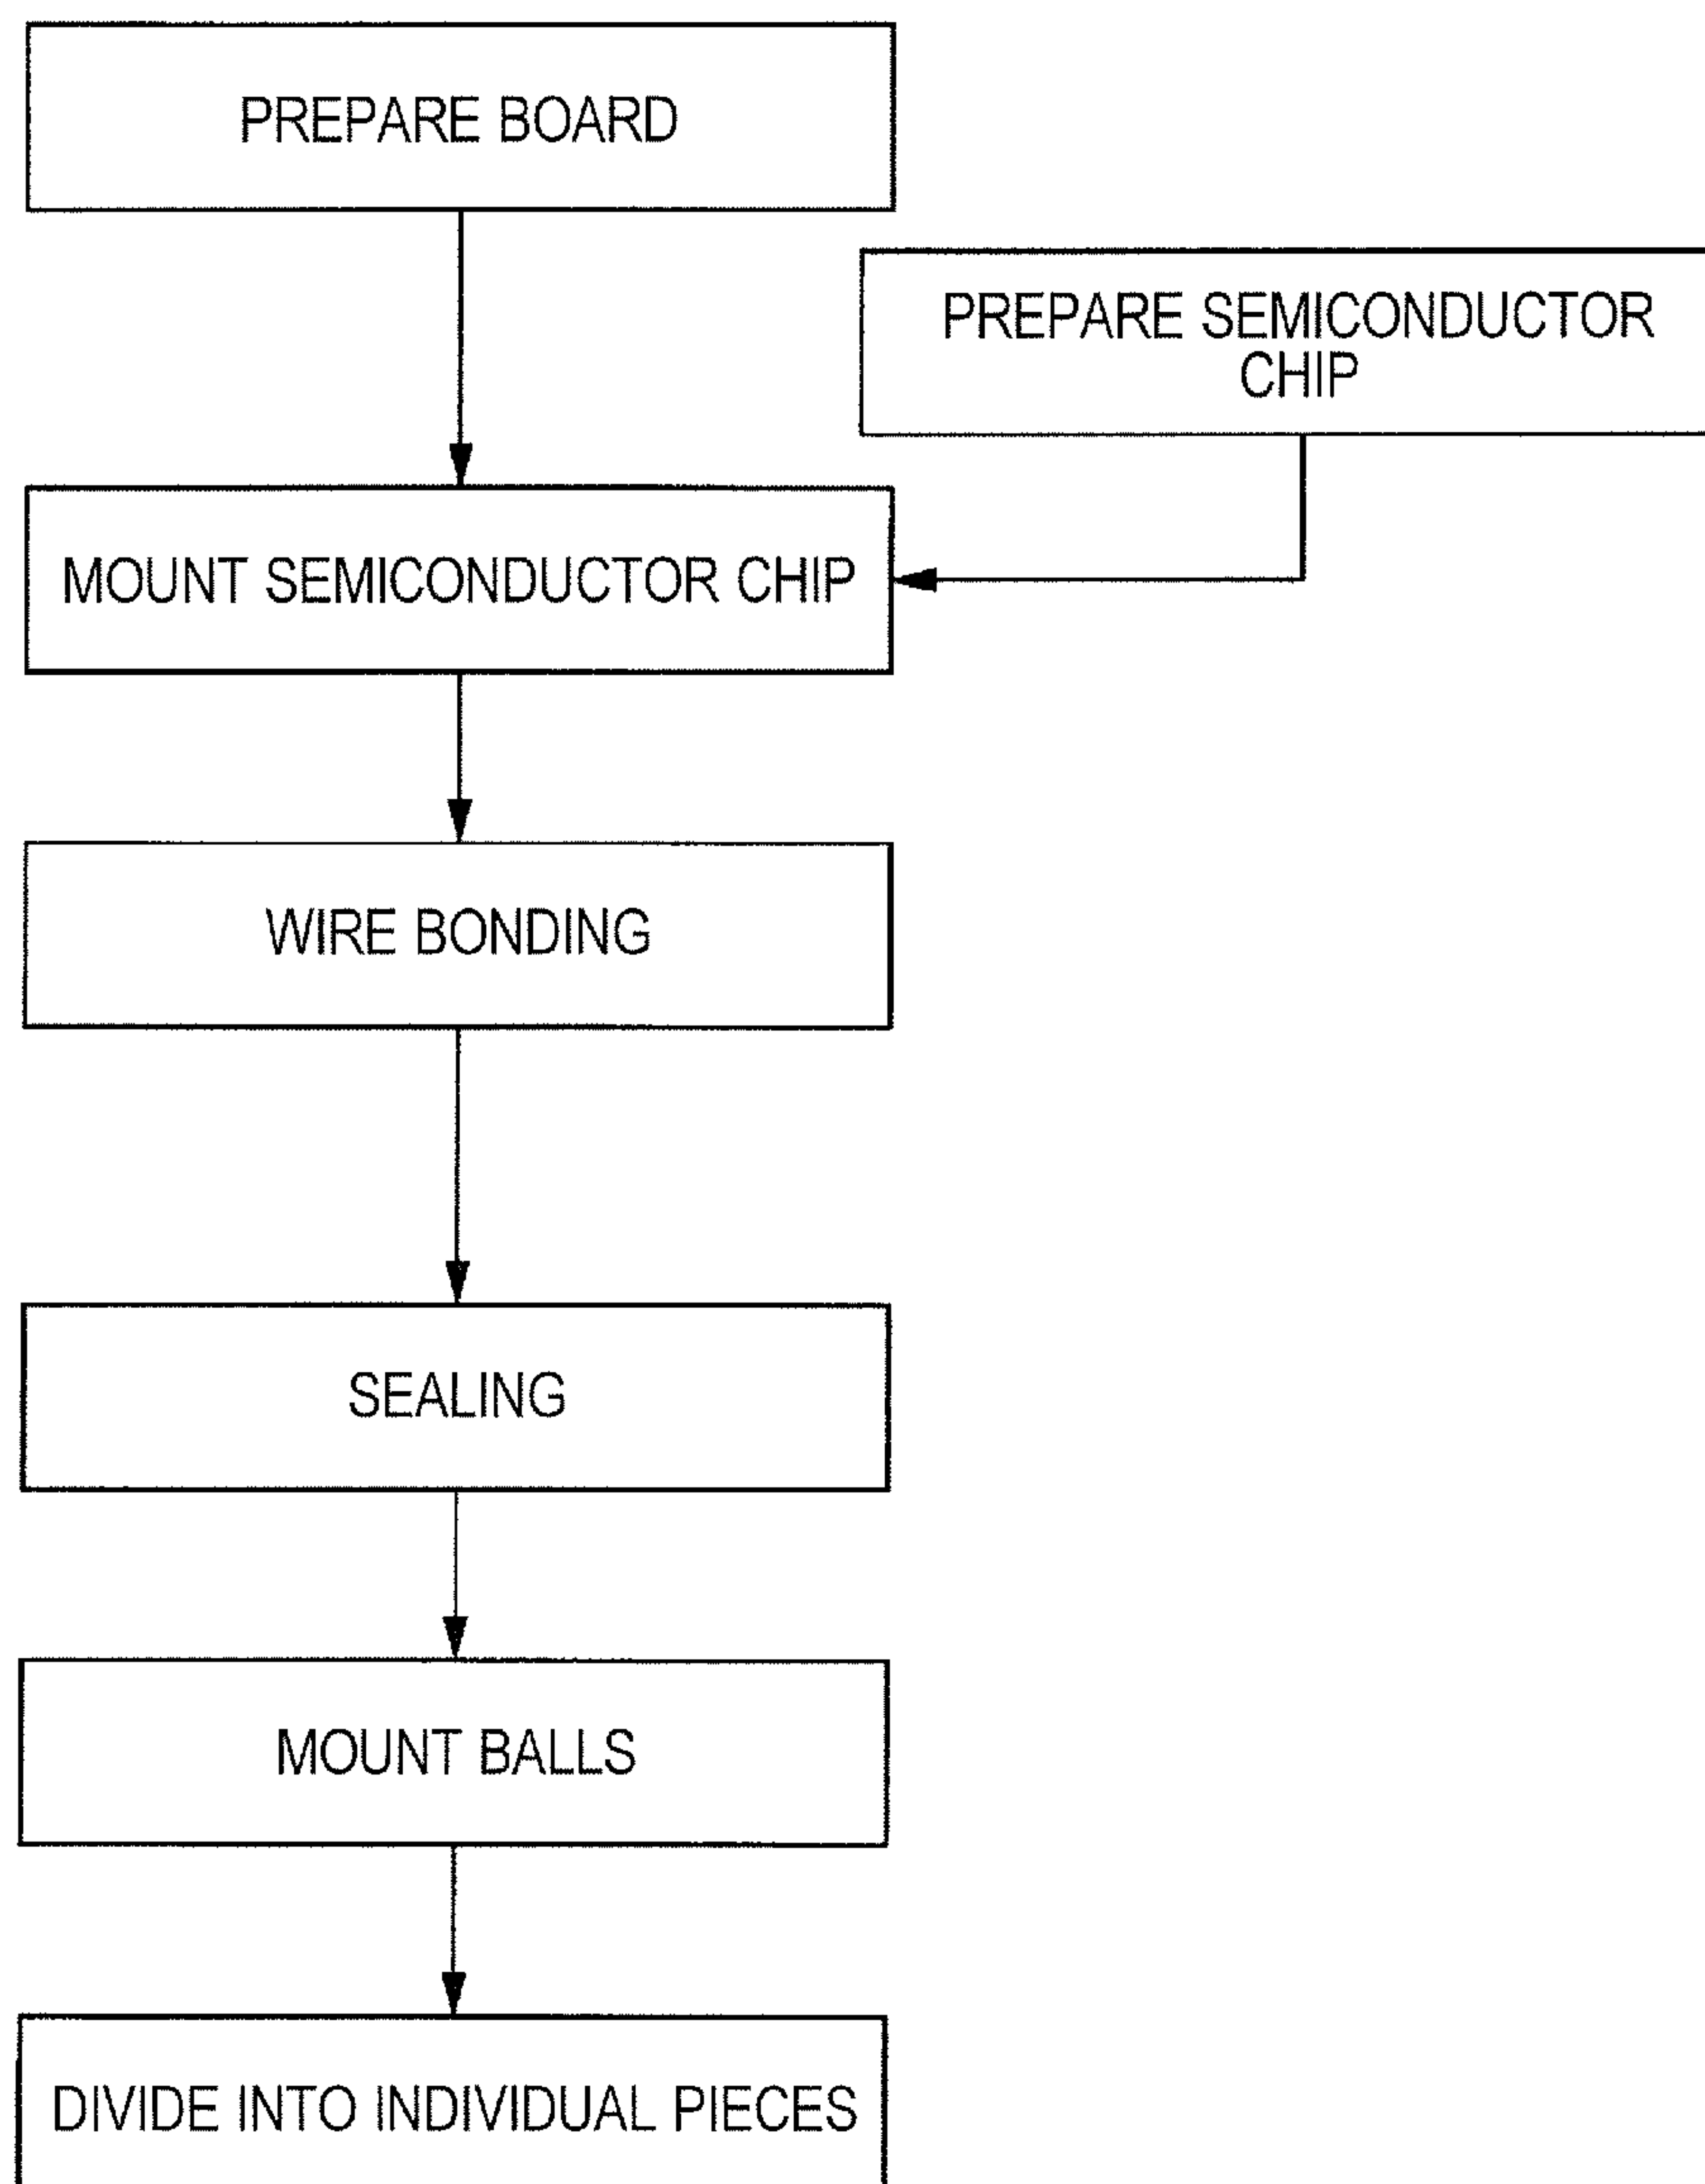 PREPARE BOARD
PREPARE SEMICONDUCTOR
CHIP
MOUNT SEMICONDUCTOR CHIP
WIRE BONDING
SEALING
MOUNT BALLS
DIVIDE INTO INDIVIDUAL PIECES